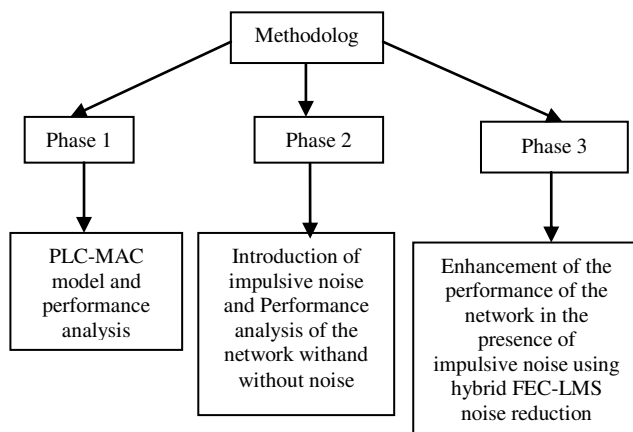 Methodolog
Phase 1
Phase 2
Phase 3
PLC-MAC
model and
performance
analysis
Introduction of
impulsive noise
and Performance
analysis of the
network withand
without noise
Enhancement of the
performance of the
network in the
presence of
impulsive noise using
hybrid FEC-LMS
noise reduction